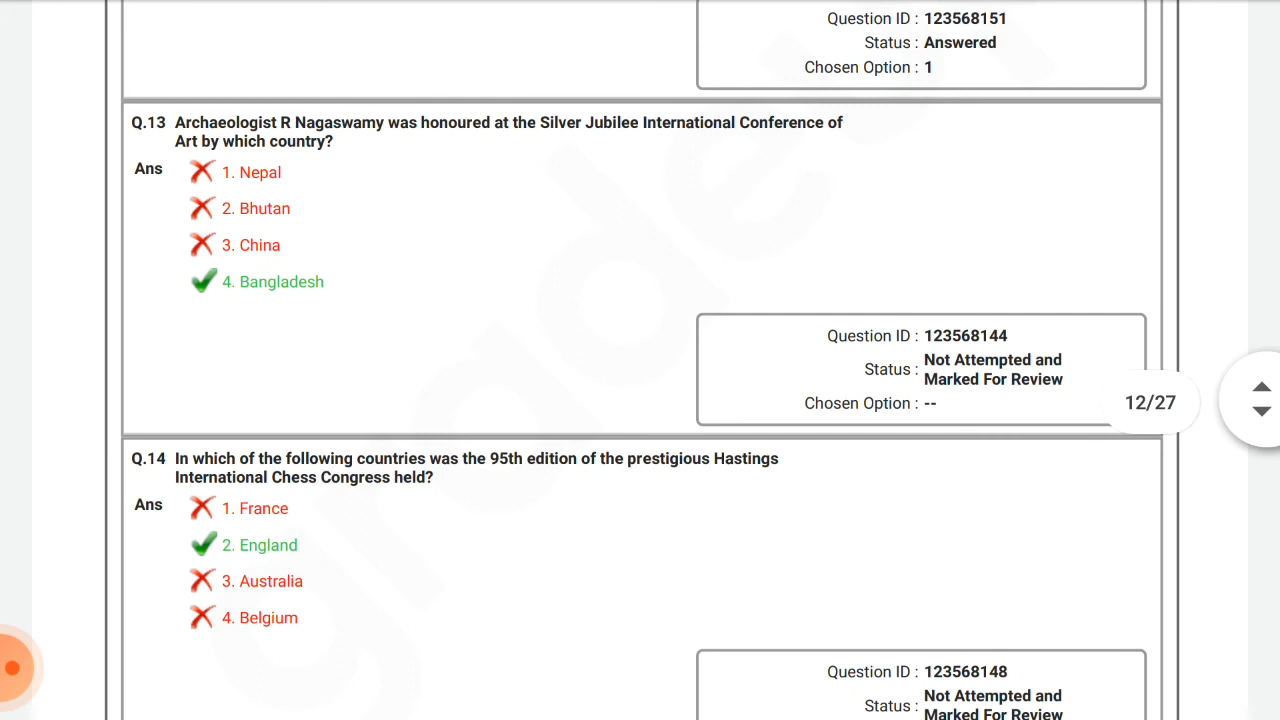 Question ID : 123568151
Status : Answered
Chosen Option : 1
Q.13 Archaeologist R Nagaswamy was honoured at the Silver Jubilee International Conference of
Art by which country?
Ans 1. Nepal
2. Bhutan
3. China
4. Bangladesh
Question ID : 123568144
Status : Not Attempted and
Marked For Review
Chosen Option : --
12/27
Q.14 In which of the following countries was the 95th edition of the prestigious Hastings
International Chess Congress held?
Ans 1. France
2. England
3. Australia
4. Belgium
Question ID : 123568148
Status : Not Attempted and
Marked For Review